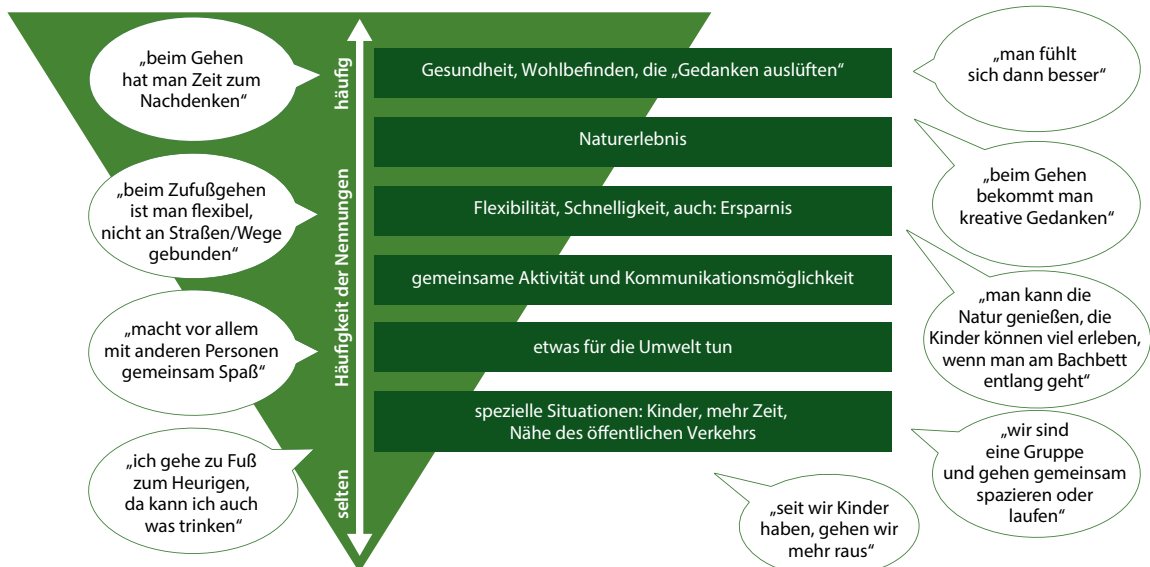 „beim Gehen
hat man Zeit zum
Nachdenken“
„beim Zufußgehen
ist man flexibel,
nicht an Straßen/Wege
gebunden“
„macht vor allem
mit anderen Personen
gemeinsam Spaß“
„ich gehe zu Fuß
zum Heurigen,
da kann ich auch
was trinken“
häufig
Häufigkeit der Nennungen
selten
Gesundheit, Wohlbefinden, die „Gedanken auslüften“
Naturerlebnis
Flexibilität, Schnelligkeit, auch: Ersparnis
gemeinsame Aktivität und Kommunikationsmöglichkeit
etwas für die Umwelt tun
spezielle Situationen: Kinder, mehr Zeit,
Nähe des öffentlichen Verkehrs
„man fühlt
sich dann besser“
„beim Gehen
bekommt man
kreative Gedanken“
„man kann die
Natur genießen, die
Kinder können viel erleben,
wenn man am Bachbett
entlang geht“
„wir sind
eine Gruppe
und gehen gemeinsam
spazieren oder
laufen“
„seit wir Kinder
haben, gehen wir
mehr raus“